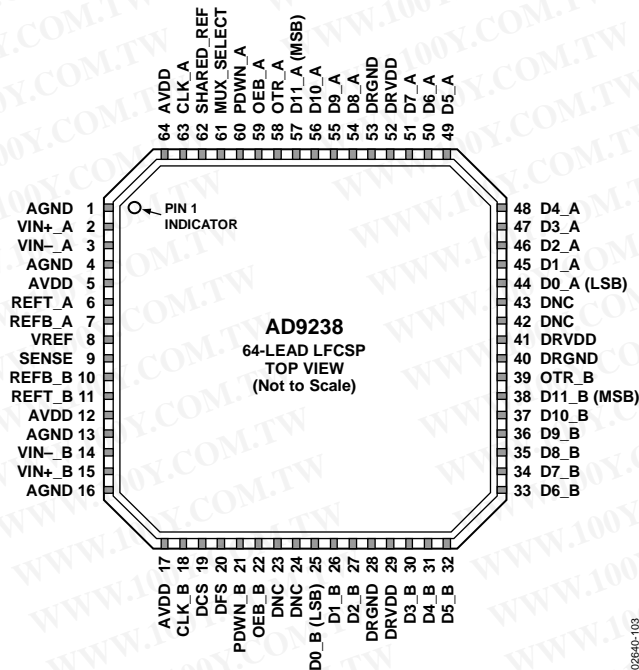 64 AVDD
63 CLK_A
62 SHARED_REF
61 MUX_SELECT
60 PDWN_A
59 OEB_A
58 OTR_A
57 D11_A (MSB)
56 D10_A
55 D9_A
54 D8_A
53 DRGND
52 DRVDD
51 D7_A
50 D6_A
49 D5_A
AGND 1
VIN+_A 2
VIN–_A 3
AGND 4
AVDD 5
REFT_A 6
REFB_A 7
VREF 8
SENSE 9
REFB_B 10
REFT_B 11
AVDD 12
AGND 13
VIN–_B 14
VIN+_B 15
AGND 16
PIN 1
INDICATOR
AD9238
64-LEAD LFCSP
TOP VIEW
(Not to Scale)
48 D4_A
47 D3_A
46 D2_A
45 D1_A
44 D0_A (LSB)
43 DNC
42 DNC
41 DRVDD
40 DRGND
39 OTR_B
38 D11_B (MSB)
37 D10_B
36 D9_B
35 D8_B
34 D7_B
33 D6_B
AVDD 17
CLK_B 18
DCS 19
DFS 20
PDWN_B 21
OEB_B 22
DNC 23
DNC 24
D0_B (LSB) 25
D1_B 26
D2_B 27
DRGND 28
DRVDD 29
D3_B 30
D4_B 31
D5_B 32
02640-103
WWW.100Y.COM.TW